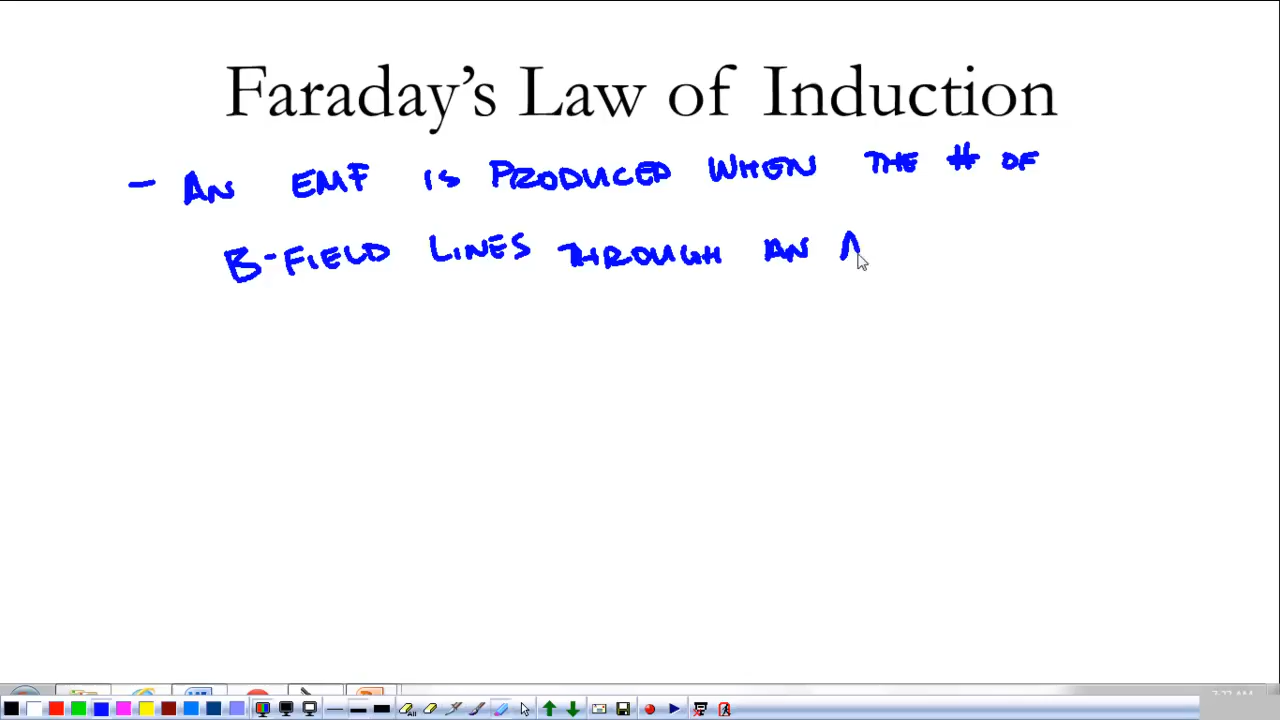 Faraday's Law of Induction
- AN EMF IS PRODUCED WHEN THE # OF
B-FIELD LINES THROUGH AN A